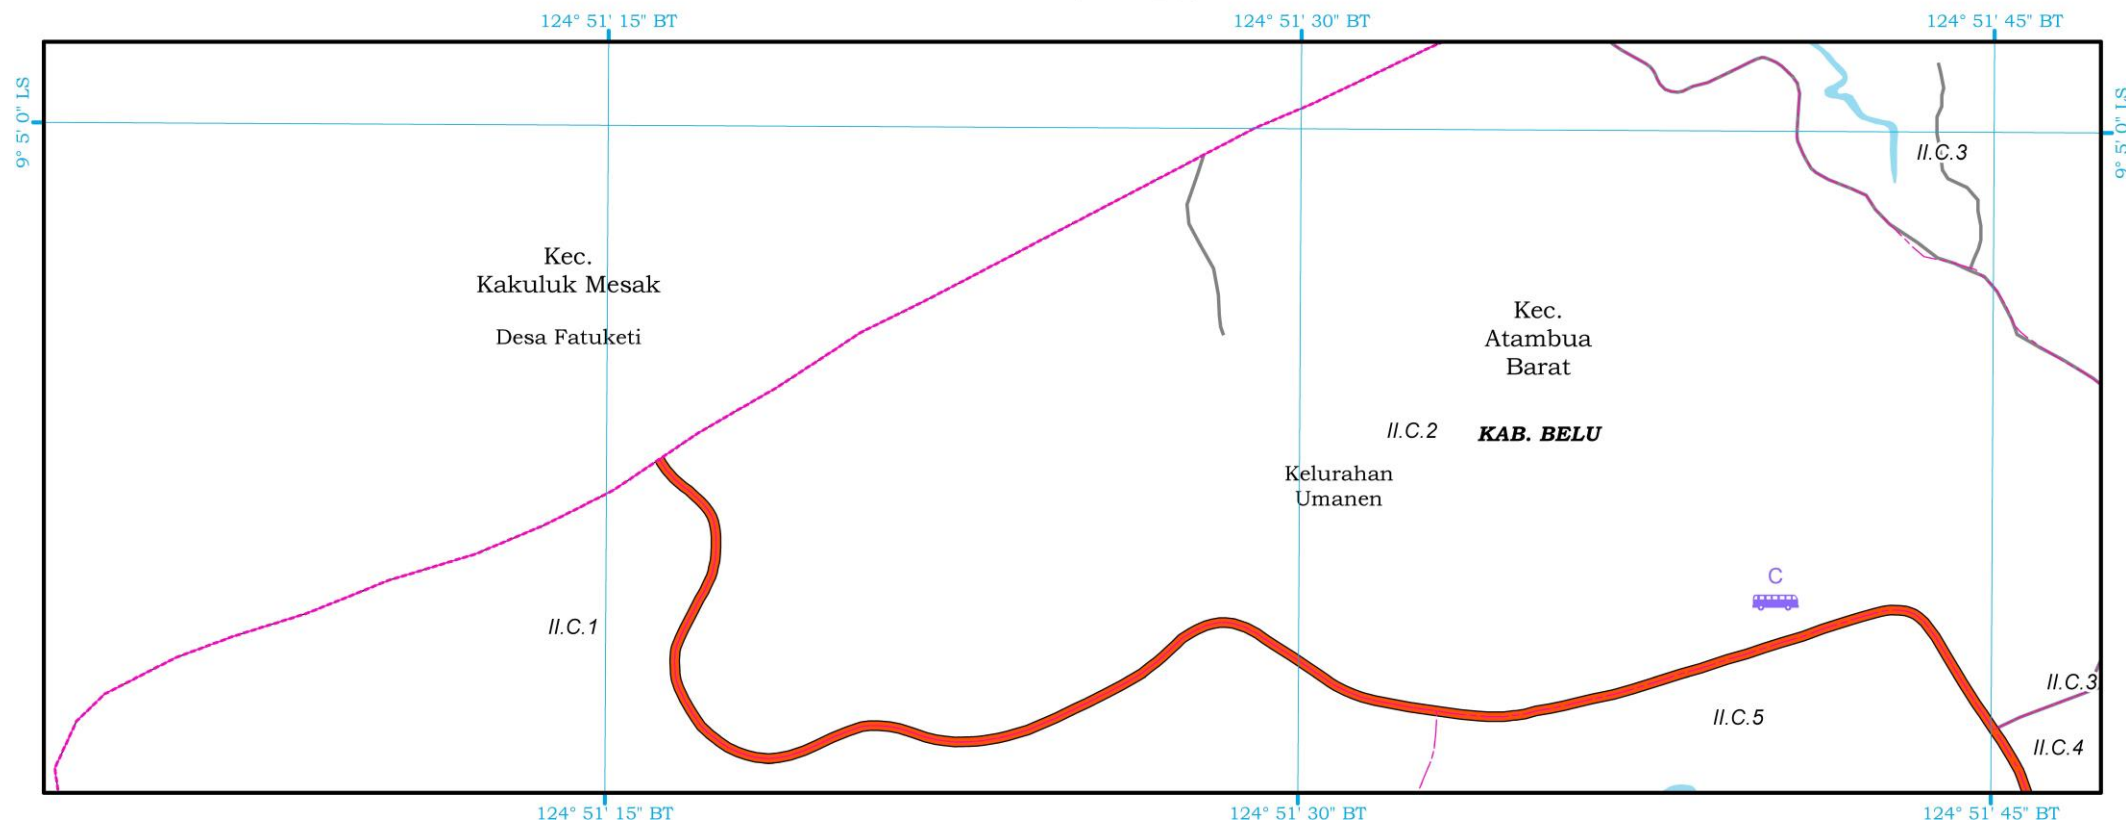 124° 51' 15" BT
124° 51' 30" BT
124° 51' 45" BT
9° 5' 0" LS
9° 5' 0" LS
II.C.3
Kec.
Kakuluk Mesak
Desa Fatuketi
Kec.
Atambua
Barat
II.C.2
KAB. BELU
Kelurahan
Umanen
C
II.C.1
II.C.3
II.C.5
II.C.4
124° 51' 15" BT
124° 51' 30" BT
124° 51' 45" BT